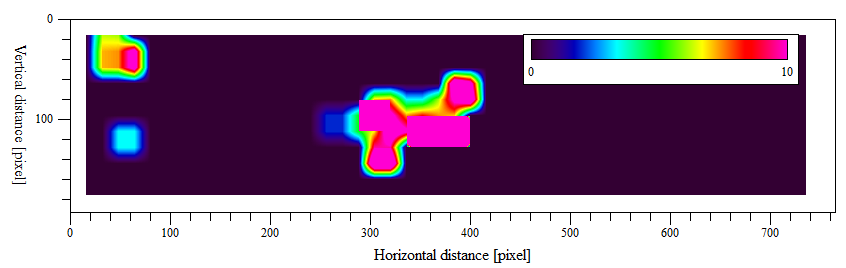 0
100
Vertical distance [pixel]
0 10
0 100 200 300 400 500 600 700
Horizontal distance [pixel]